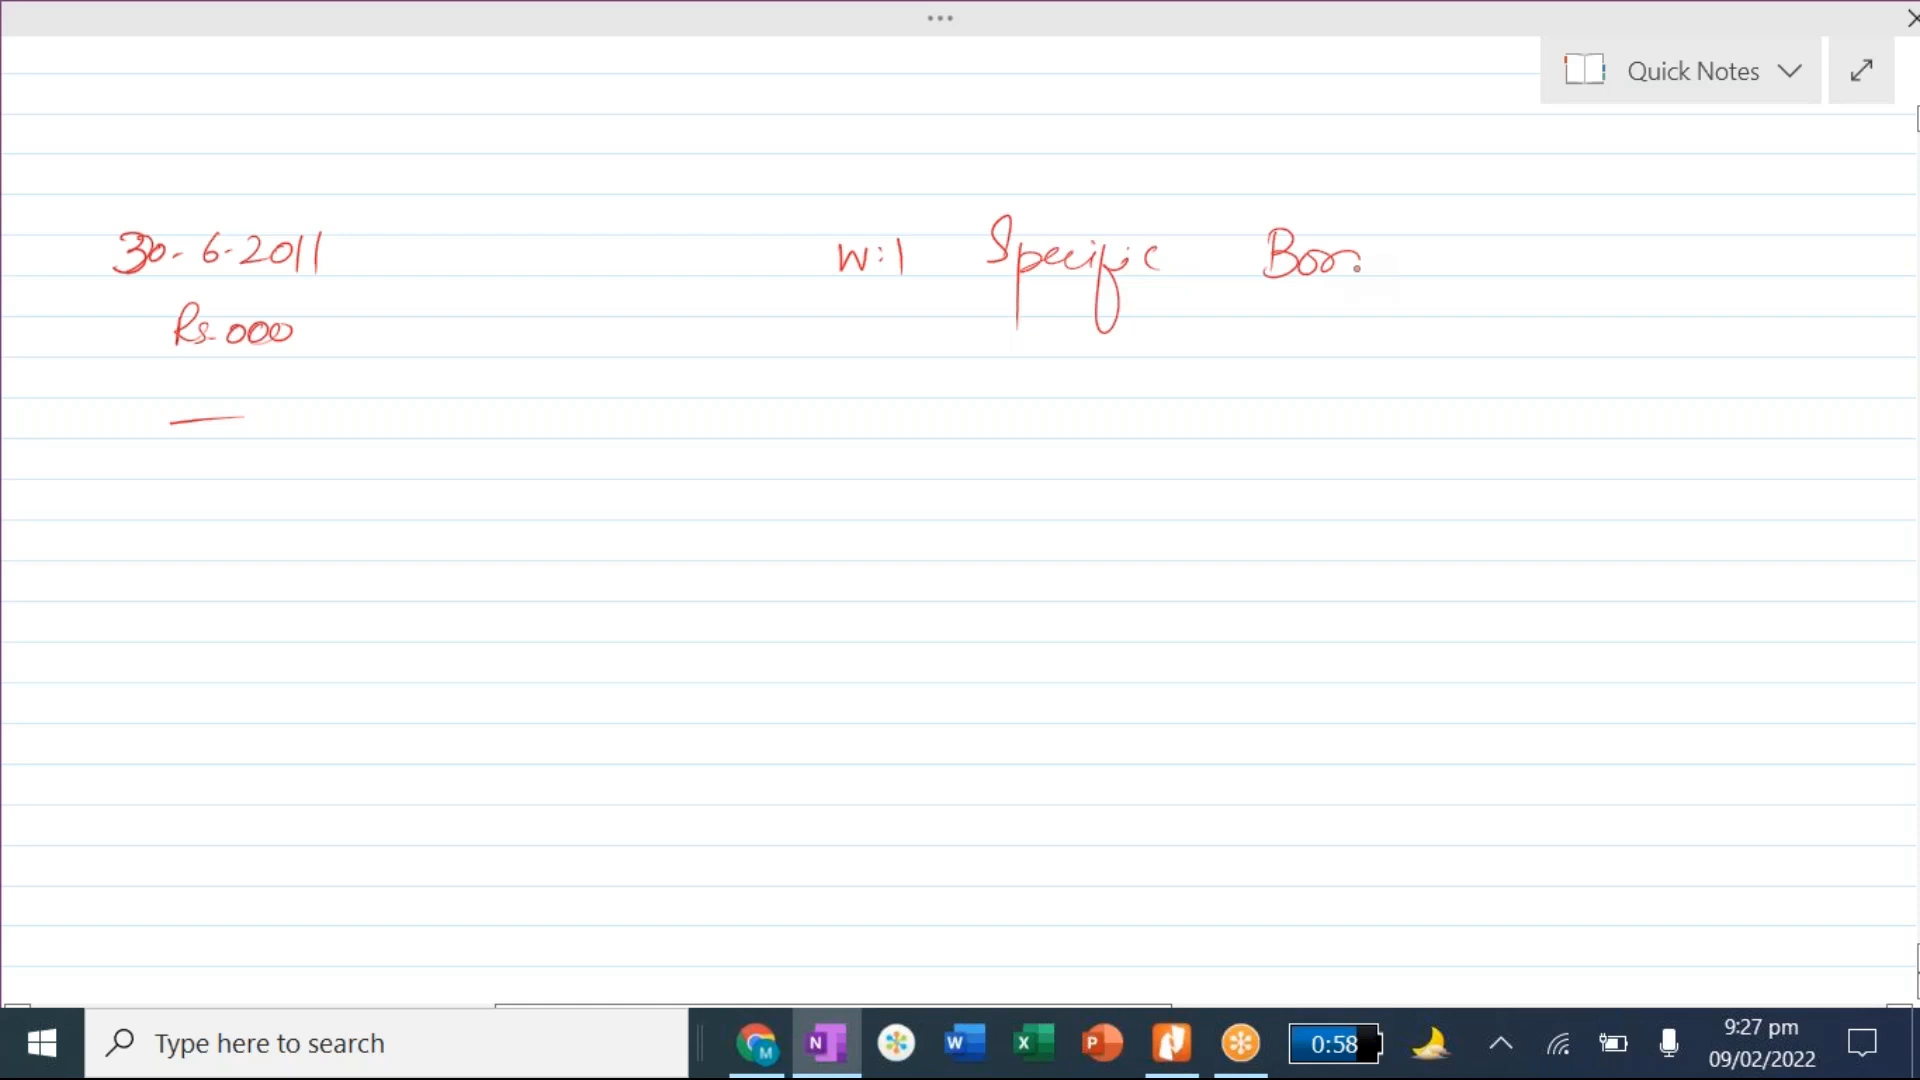 Quick Notes
30-6-2011
Rs. 000
W:1 Specific Borr
Type here to search
0:58
9:27 pm
09/02/2022